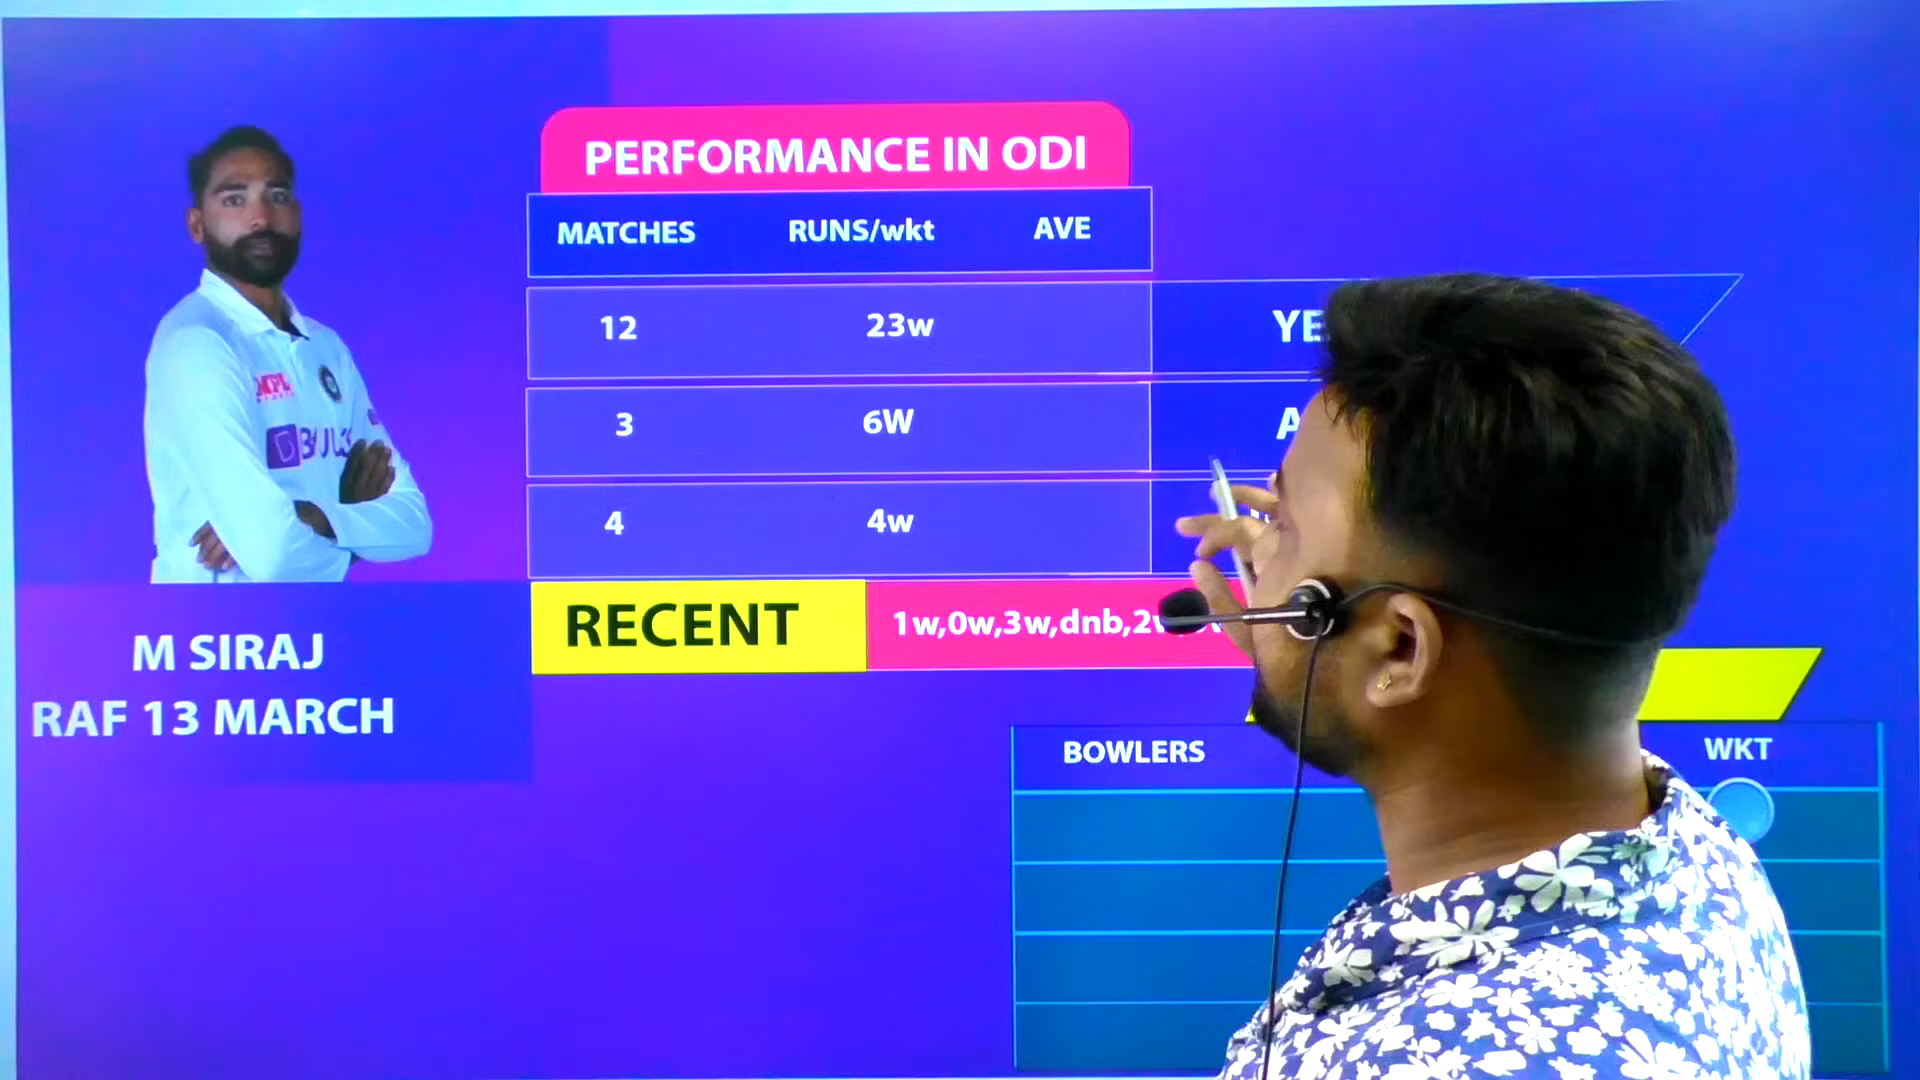 PERFORMANCE IN ODI
MATCHES RUNS/wkt AVE
12 23w
3 6W
4 4w
RECENT 1w,0w,3w,dnb,
MPL
M SIRAJ
RAF 13 MARCH
BOWLERS WKT